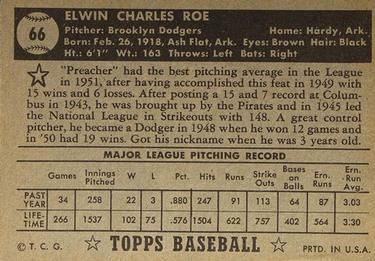 66
ELWIN CHARLES ROE
Pitcher: Brooklyn Dodgers Home: Hardy, Ark.
Born: Feb. 26, 1918, Ash Flat, Ark. Eyes: Brown Hair: Black
Ht.: 6'1" Wt.: 163 Throws: Left Bats: Right
"Preacher" had the best pitching average in the League
in 1951, after having accomplished this feat in 1949 with
15 wins and 6 losses. After posting a 15 and 7 record at Colum-
bus in 1943, he was brought up by the Pirates and in 1945 led
the National League in Strikeouts with 148. A great control
pitcher, he became a Dodger in 1948 when he won 12 games and
in '50 had 19 wins. Got his nickname when he was 3 years old.
MAJOR LEAGUE PITCHING RECORD
Games Innings Pitched W L Pct. Hits Runs Strike Outs Bases on Balls Ern. Runs Ern. Run Avg.
PAST YEAR 34 258 22 3 .880 247 91 113 64 87 3.03
LIFE-TIME 266 1537 102 75 .576 1504 622 757 402 564 3.30
© T. C. G. TOPPS BASEBALL PRTD. IN U.S.A.